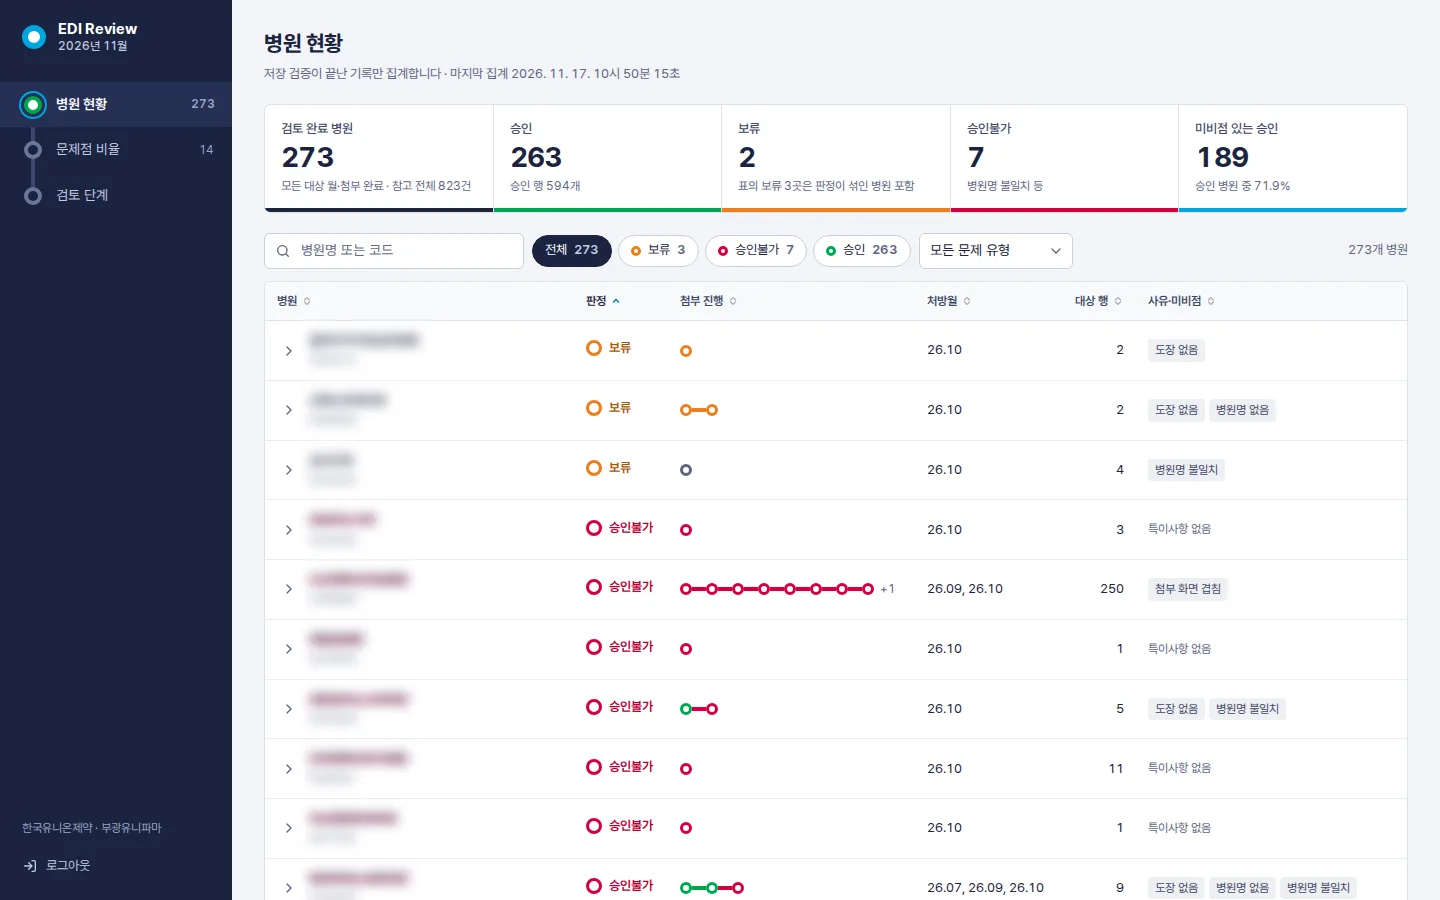 EDI Review
2026년 11월
병원 현황 273
문제점 비율 14
검토 단계
한국유니온제약 · 부광유니파마
로그아웃
병원 현황
저장 검증이 끝난 기록만 집계합니다 · 마지막 집계 2026. 11. 17. 10시 50분 15초
검토 완료 병원
273
모든 대상 월·첨부 완료 · 참고 전체 823건
승인
263
승인 행 594개
보류
2
표의 보류 3곳은 판정이 섞인 병원 포함
승인불가
7
병원명 불일치 등
미비점 있는 승인
189
승인 병원 중 71.9%
병원명 또는 코드
전체 273
보류 3
승인불가 7
승인 263
모든 문제 유형
273개 병원
병원 판정 첨부 진행 처방월 대상 행 사유·미비점
보류 26.10 2 도장 없음
보류 26.10 2 도장 없음 병원명 없음
보류 26.10 4 병원명 불일치
승인불가 26.10 3 특이사항 없음
승인불가 +1 26.09, 26.10 250 첨부 화면 겹침
승인불가 26.10 1 특이사항 없음
승인불가 26.10 5 도장 없음 병원명 불일치
승인불가 26.10 11 특이사항 없음
승인불가 26.10 1 특이사항 없음
승인불가 26.07, 26.09, 26.10 9 도장 없음 병원명 없음 병원명 불일치